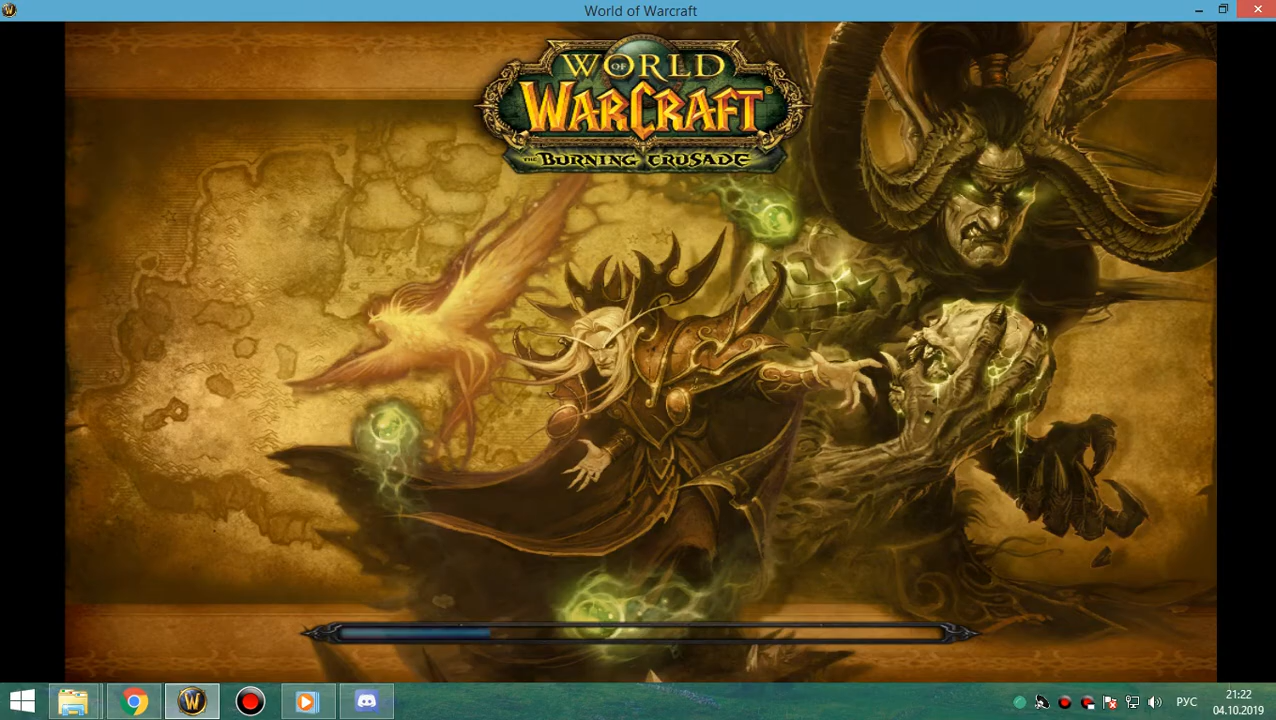 World of Warcraft
WORLD
OF
WARCRAFT®
THE BURNING CRUSADE
РУС
21:22
04.10.2019